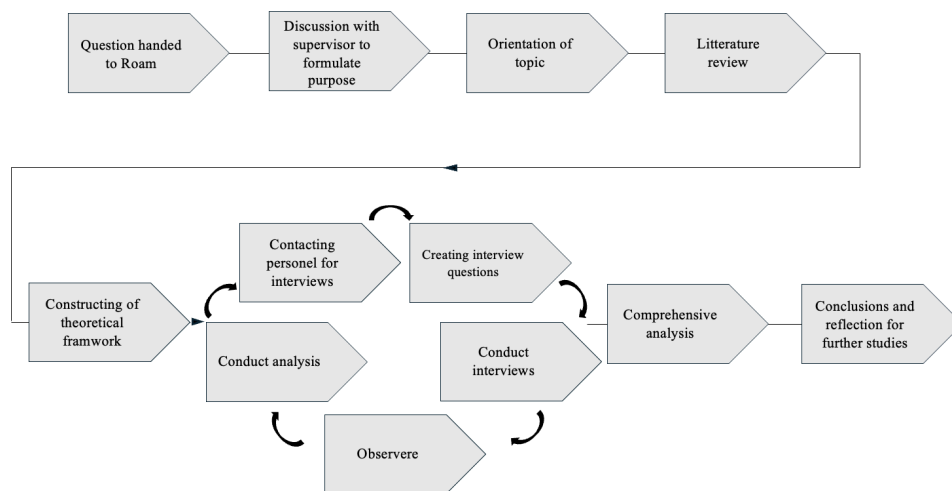 Question handed
to Roam
Discussion with
supervisor to
formulate
purpose
Orientation of
topic
Litterature
review
Constructing of
theoretical
framwork
Contacting
personel for
interviews
Creating interview
questions
Conduct analysis
Conduct
interviews
Observere
Comprehensive
analysis
Conclusions and
reflection for
further studies